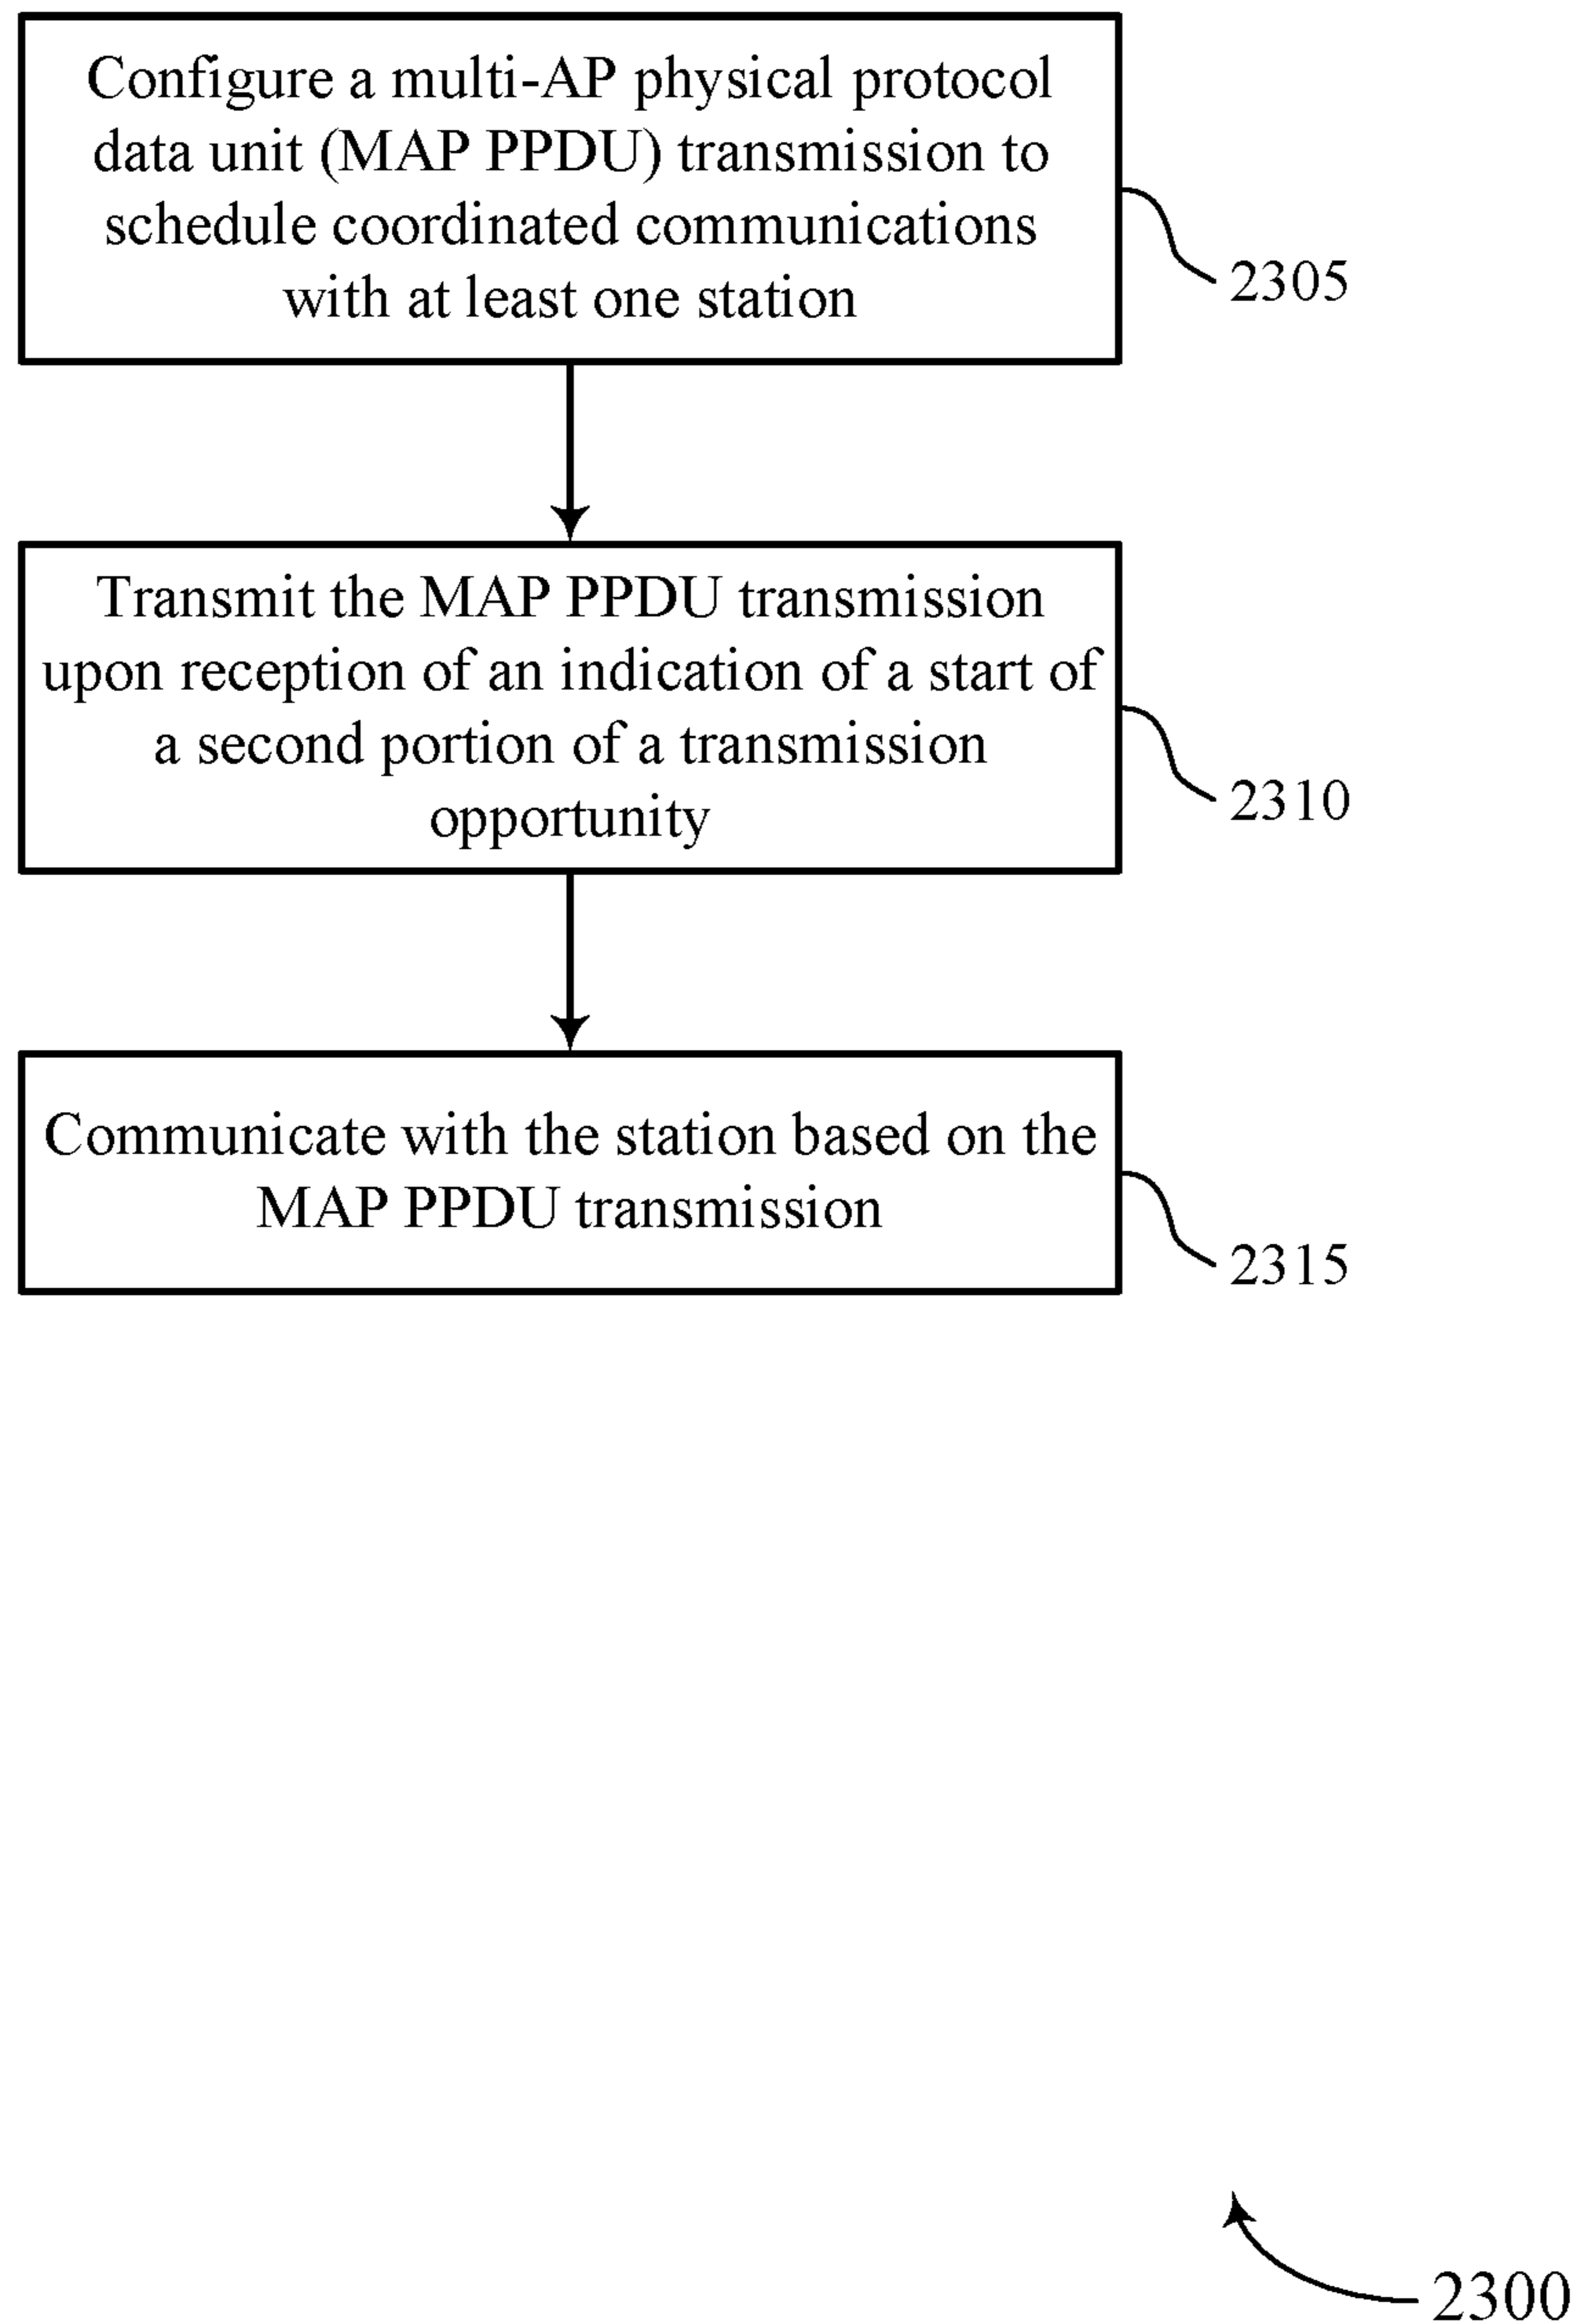 Configure a multi-AP physical protocol
data unit (MAP PPDU) transmission to
schedule coordinated communications
with at least one station
2305
Transmit the MAP PPDU transmission
upon reception of an indication of a start of
a second portion of a transmission
opportunity
2310
Communicate with the station based on the
MAP PPDU transmission
2315
2300